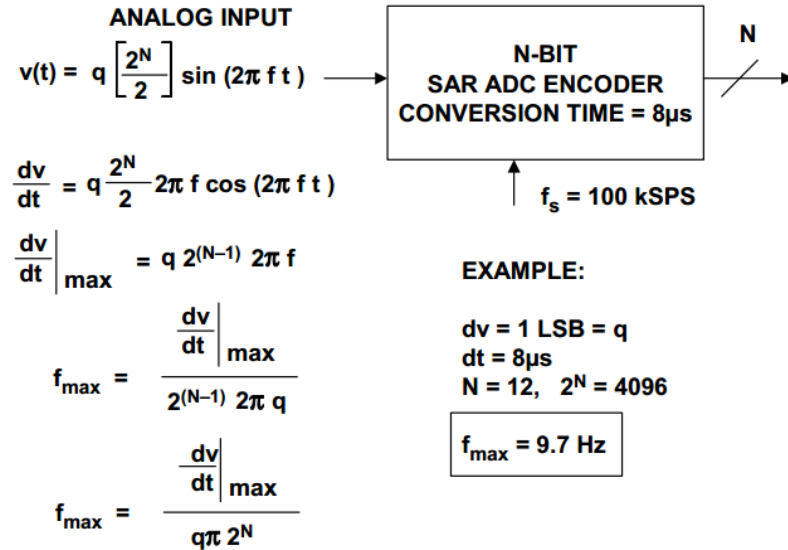 ANALOG INPUT
v(t) = q [2^N / 2] sin (2π f t )
N-BIT
SAR ADC ENCODER
CONVERSION TIME = 8µs
N
f_s = 100 kSPS
dv/dt = q 2^N/2 2π f cos (2π f t )
dv/dt |max = q 2^(N–1) 2π f
f_max = dv/dt |max / 2^(N–1) 2π q
f_max = dv/dt |max / qπ 2^N
EXAMPLE:
dv = 1 LSB = q
dt = 8µs
N = 12, 2^N = 4096
f_max = 9.7 Hz